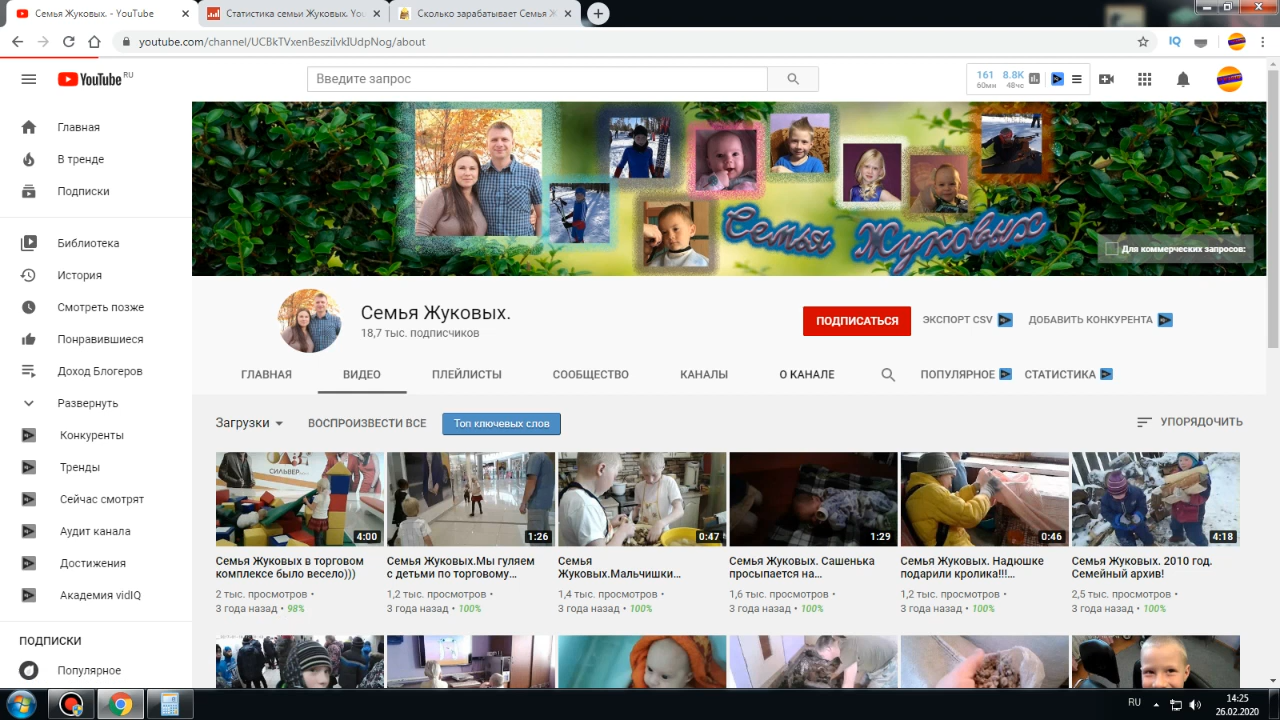 Семья Жуковых. - YouTube
Статистика семьи Жуковых. You
Сколько зарабатывает Семья Ж
youtube.com/channel/UCBkTVxenBesziIvkIUdpNog/about
IQ
YouTube RU
Введите запрос
161 8.8K
60мн 48чс
Главная
В тренде
Подписки
Библиотека
История
Смотреть позже
Понравившиеся
Доход Блогеров
Развернуть
Конкуренты
Тренды
Сейчас смотрят
Аудит канала
Достижения
Академия vidIQ
ПОДПИСКИ
Популярное
Семья Жуковых
Для коммерческих запросов:
Семья Жуковых.
18,7 тыс. подписчиков
ПОДПИСАТЬСЯ
ЭКСПОРТ CSV
ДОБАВИТЬ КОНКУРЕНТА
ГЛАВНАЯ ВИДЕО ПЛЕЙЛИСТЫ СООБЩЕСТВО КАНАЛЫ О КАНАЛЕ ПОПУЛЯРНОЕ СТАТИСТИКА
Загрузки ВОСПРОИЗВЕСТИ ВСЕ Топ ключевых слов УПОРЯДОЧИТЬ
СИЛЬВЕР
4:00
1:26
0:47
1:29
0:46
4:18
Семья Жуковых в торговом
комплексе было весело)))
2 тыс. просмотров •
3 года назад • 98%
Семья Жуковых.Мы гуляем
с детьми по торговому...
1,2 тыс. просмотров •
3 года назад • 100%
Семья
Жуковых.Мальчишки...
1,4 тыс. просмотров •
3 года назад • 100%
Семья Жуковых. Сашенька
просыпается на...
1,6 тыс. просмотров •
3 года назад • 100%
Семья Жуковых. Надюшке
подарили кролика!!!...
1,2 тыс. просмотров •
3 года назад • 100%
Семья Жуковых. 2010 год.
Семейный архив!
2,5 тыс. просмотров •
3 года назад • 100%
RU
14:25
26.02.2020